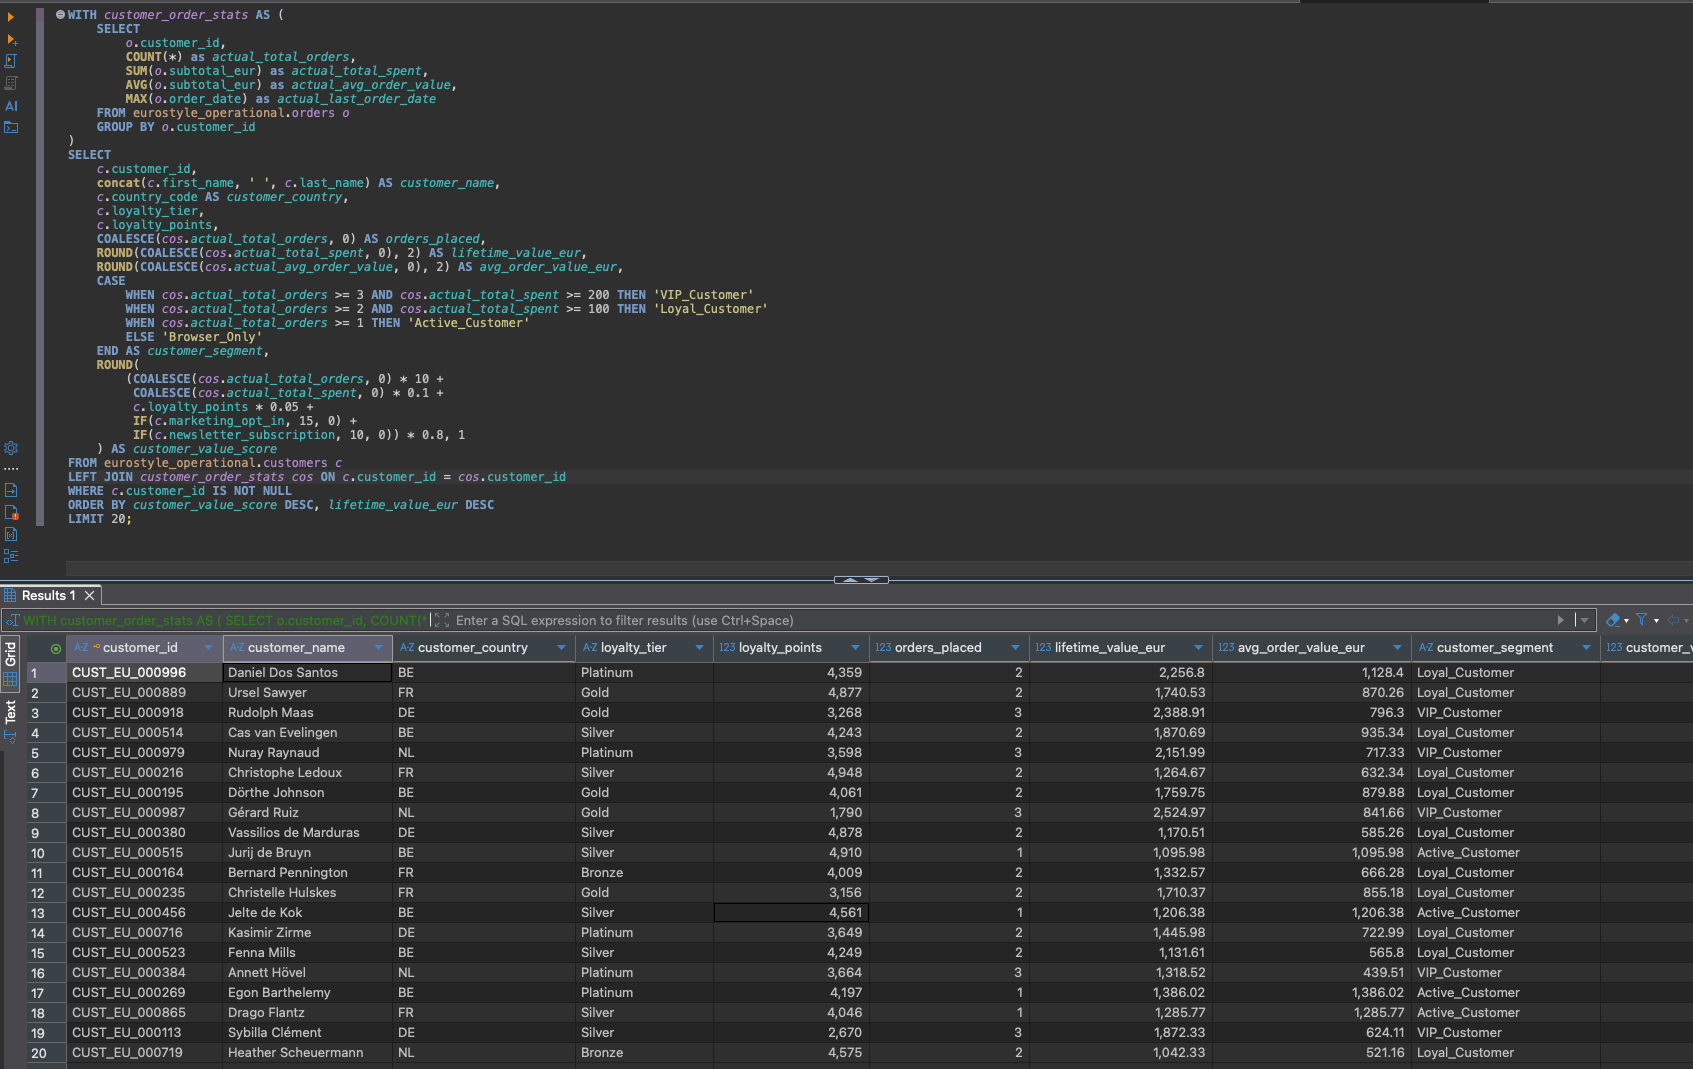 WITH customer_order_stats AS (
SELECT
o.customer_id,
COUNT(*) as actual_total_orders,
SUM(o.subtotal_eur) as actual_total_spent,
AVG(o.subtotal_eur) as actual_avg_order_value,
MAX(o.order_date) as actual_last_order_date
FROM eurostyle_operational.orders o
GROUP BY o.customer_id
)
SELECT
c.customer_id,
concat(c.first_name, ' ', c.last_name) AS customer_name,
c.country_code AS customer_country,
c.loyalty_tier,
c.loyalty_points,
COALESCE(cos.actual_total_orders, 0) AS orders_placed,
ROUND(COALESCE(cos.actual_total_spent, 0), 2) AS lifetime_value_eur,
ROUND(COALESCE(cos.actual_avg_order_value, 0), 2) AS avg_order_value_eur,
CASE
WHEN cos.actual_total_orders >= 3 AND cos.actual_total_spent >= 200 THEN 'VIP_Customer'
WHEN cos.actual_total_orders >= 2 AND cos.actual_total_spent >= 100 THEN 'Loyal_Customer'
WHEN cos.actual_total_orders >= 1 THEN 'Active_Customer'
ELSE 'Browser_Only'
END AS customer_segment,
ROUND(
(COALESCE(cos.actual_total_orders, 0) * 10 +
COALESCE(cos.actual_total_spent, 0) * 0.1 +
c.loyalty_points * 0.05 +
IF(c.marketing_opt_in, 15, 0) +
IF(c.newsletter_subscription, 10, 0)) * 0.8, 1
) AS customer_value_score
FROM eurostyle_operational.customers c
LEFT JOIN customer_order_stats cos ON c.customer_id = cos.customer_id
WHERE c.customer_id IS NOT NULL
ORDER BY customer_value_score DESC, lifetime_value_eur DESC
LIMIT 20;
AI
Results 1
WITH customer_order_stats AS ( SELECT o.customer_id, COUNT(* Enter a SQL expression to filter results (use Ctrl+Space)
Grid
Text
A-Z customer_id A-Z customer_name A-Z customer_country A-Z loyalty_tier 123 loyalty_points 123 orders_placed 123 lifetime_value_eur 123 avg_order_value_eur A-Z customer_segment 123 customer_v
1 CUST_EU_000996 Daniel Dos Santos BE Platinum 4,359 2 2,256.8 1,128.4 Loyal_Customer
2 CUST_EU_000889 Ursel Sawyer FR Gold 4,877 2 1,740.53 870.26 Loyal_Customer
3 CUST_EU_000918 Rudolph Maas DE Gold 3,268 3 2,388.91 796.3 VIP_Customer
4 CUST_EU_000514 Cas van Evelingen BE Silver 4,243 2 1,870.69 935.34 Loyal_Customer
5 CUST_EU_000979 Nuray Raynaud NL Platinum 3,598 3 2,151.99 717.33 VIP_Customer
6 CUST_EU_000216 Christophe Ledoux FR Silver 4,948 2 1,264.67 632.34 Loyal_Customer
7 CUST_EU_000195 Dörthe Johnson BE Gold 4,061 2 1,759.75 879.88 Loyal_Customer
8 CUST_EU_000987 Gérard Ruiz NL Gold 1,790 3 2,524.97 841.66 VIP_Customer
9 CUST_EU_000380 Vassilios de Marduras DE Silver 4,878 2 1,170.51 585.26 Loyal_Customer
10 CUST_EU_000515 Jurij de Bruyn BE Silver 4,910 1 1,095.98 1,095.98 Active_Customer
11 CUST_EU_000164 Bernard Pennington FR Bronze 4,009 2 1,332.57 666.28 Loyal_Customer
12 CUST_EU_000235 Christelle Hulskes FR Gold 3,156 2 1,710.37 855.18 Loyal_Customer
13 CUST_EU_000456 Jelte de Kok BE Silver 4,561 1 1,206.38 1,206.38 Active_Customer
14 CUST_EU_000716 Kasimir Zirme DE Platinum 3,649 2 1,445.98 722.99 Loyal_Customer
15 CUST_EU_000523 Fenna Mills BE Silver 4,249 2 1,131.61 565.8 Loyal_Customer
16 CUST_EU_000384 Annett Hövel NL Platinum 3,664 3 1,318.52 439.51 VIP_Customer
17 CUST_EU_000269 Egon Barthelemy BE Platinum 4,197 1 1,386.02 1,386.02 Active_Customer
18 CUST_EU_000865 Drago Flantz FR Silver 4,046 1 1,285.77 1,285.77 Active_Customer
19 CUST_EU_000113 Sybilla Clément DE Silver 2,670 3 1,872.33 624.11 VIP_Customer
20 CUST_EU_000719 Heather Scheuermann NL Bronze 4,575 2 1,042.33 521.16 Loyal_Customer